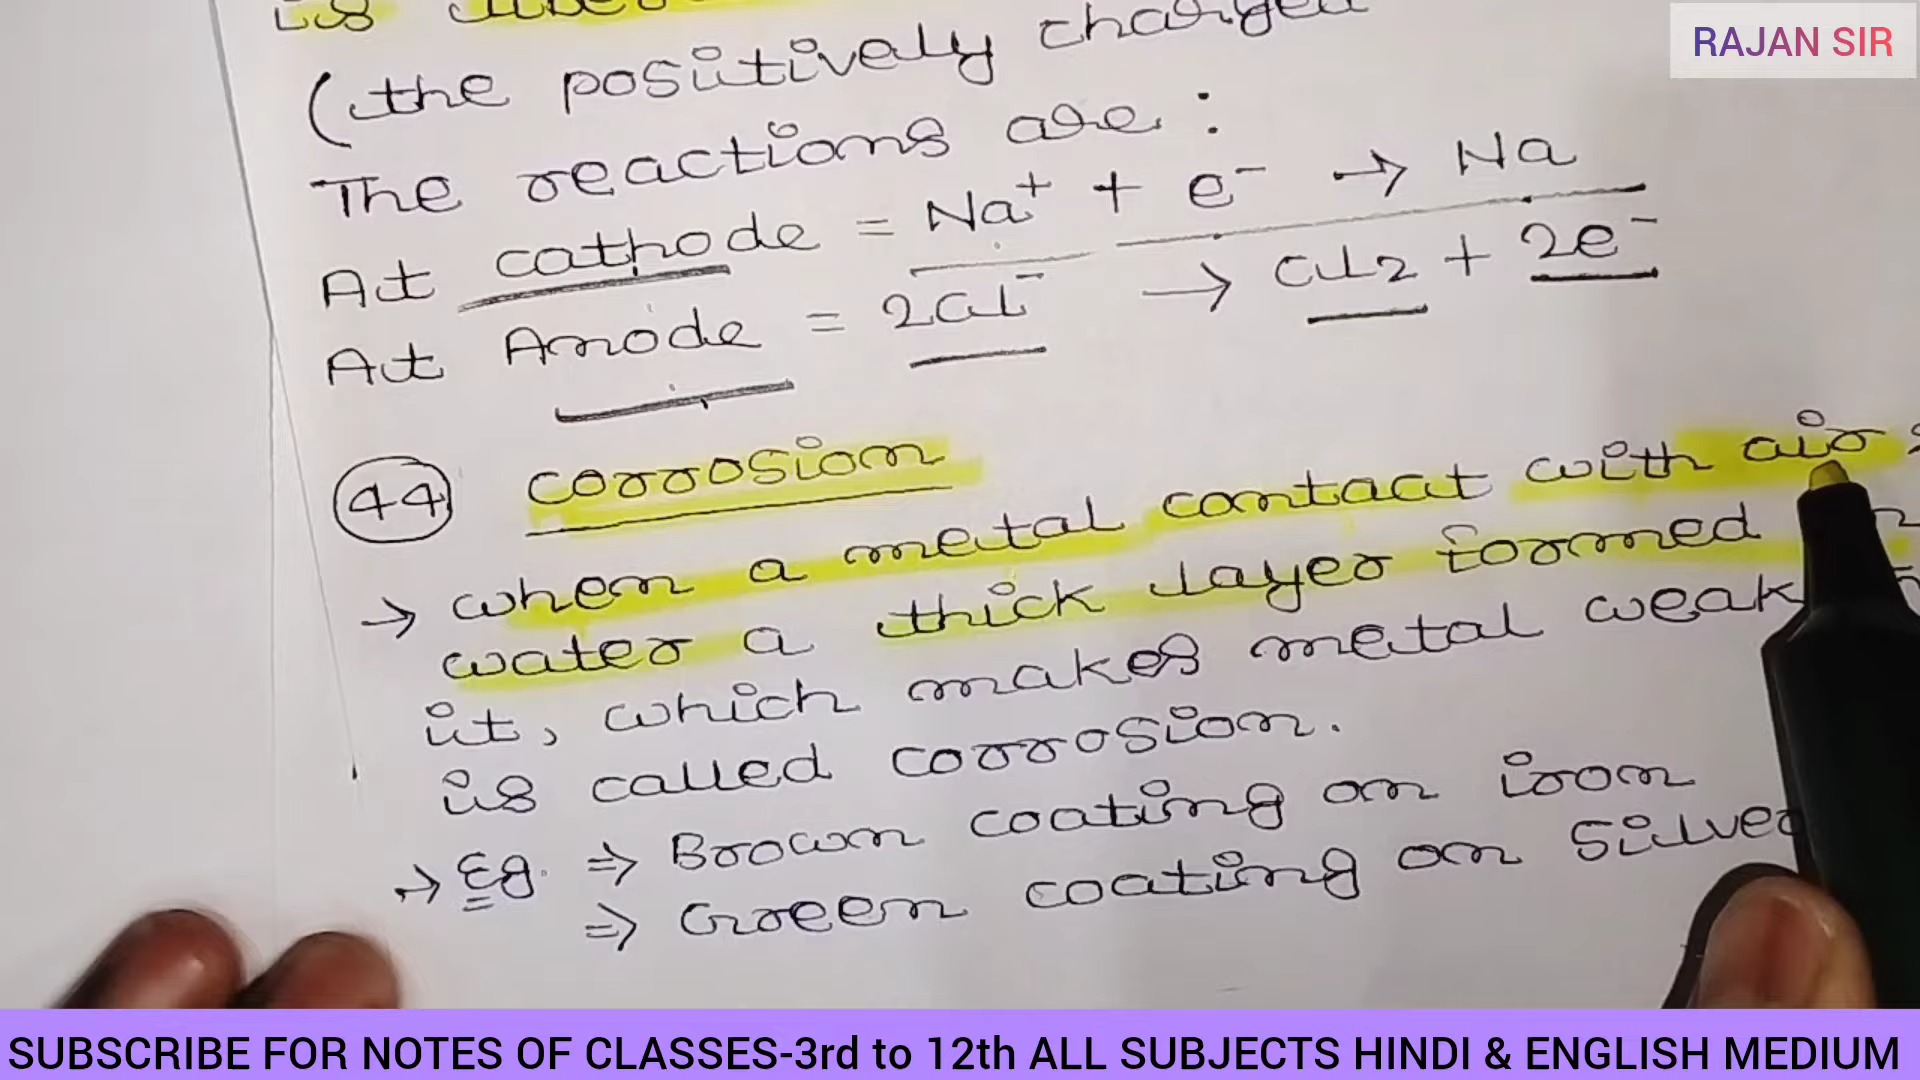 RAJAN SIR
is
(the positively charged
The reactions are :
At cathode = Na⁺ + e⁻ → Na
At Anode = 2Cl⁻ → Cl₂ + 2e⁻
44 Corrosion
→ when a metal contact with air
water a thick layer formed
it, which makes metal weak
is called corrosion.
→ Eg. ⇒ Brown coating on iron
⇒ Green coating on Silver
SUBSCRIBE FOR NOTES OF CLASSES-3rd to 12th ALL SUBJECTS HINDI & ENGLISH MEDIUM